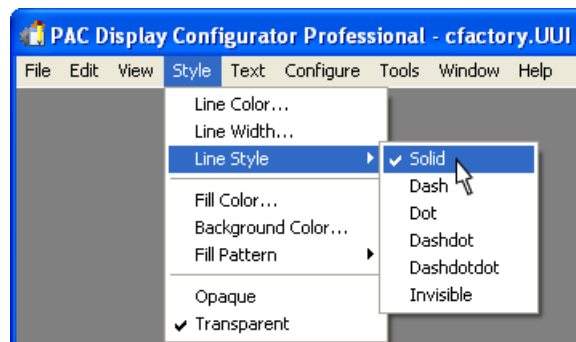 PAC Display Configurator Professional - cfactory.UUI
File Edit View Style Text Configure Tools Window Help
Line Color...
Line Width...
Line Style
Solid
Dash
Dot
Dashdot
Dashdotdot
Invisible
Fill Color...
Background Color...
Fill Pattern
Opaque
Transparent